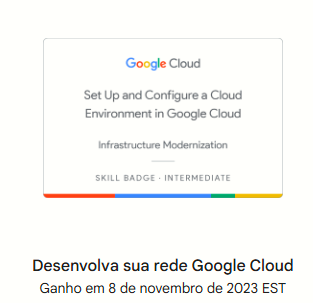 Google Cloud
Set Up and Configure a Cloud
Environment in Google Cloud
Infrastructure Modernization
SKILL BADGE · INTERMEDIATE
Desenvolva sua rede Google Cloud
Ganho em 8 de novembro de 2023 EST